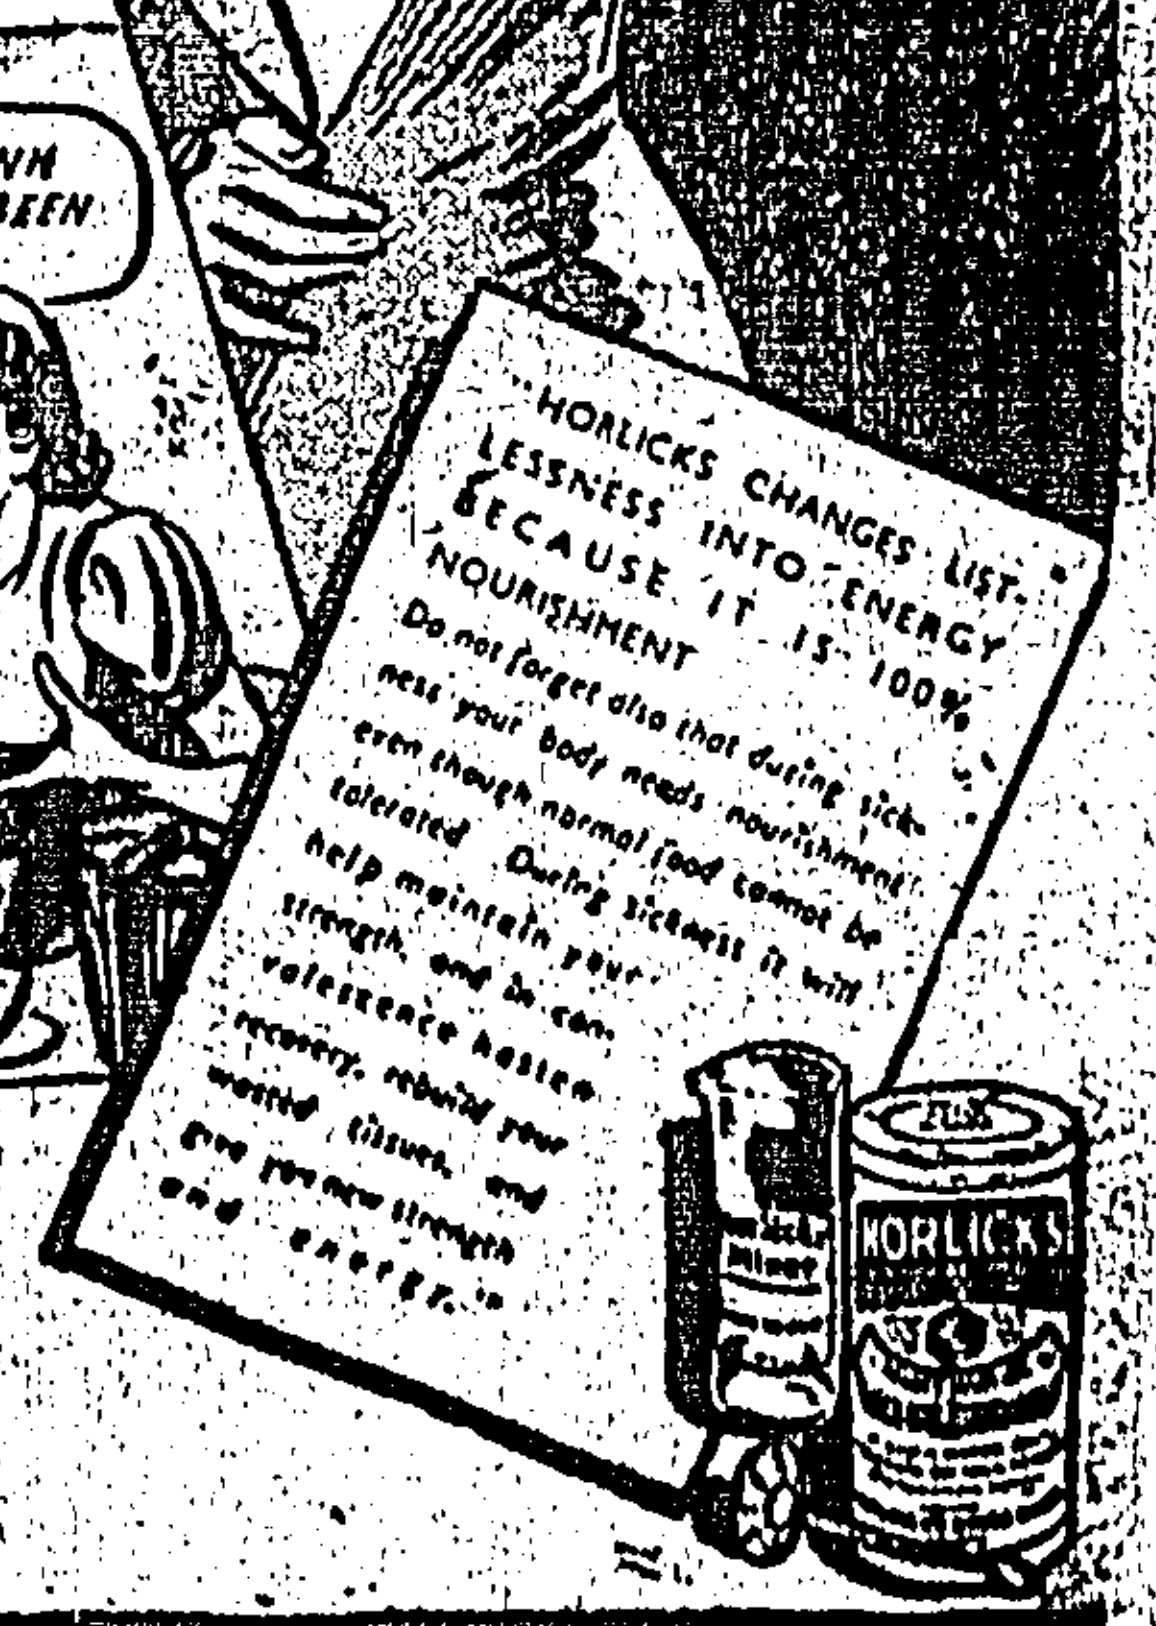 BEEN
"HORLICKS CHANGES LIST-
LESSNESS INTO ENERGY
BECAUSE IT IS 100%
NOURISHMENT
Do not forget also that during sick-
ness your body needs nourishment
even though normal food cannot be
tolerated During sickness it will
help maintain your
strength, and in con-
valescence hasten
recovery, rebuild your
wasted tissues, and
give you new strength
and energy."
HORLICKS